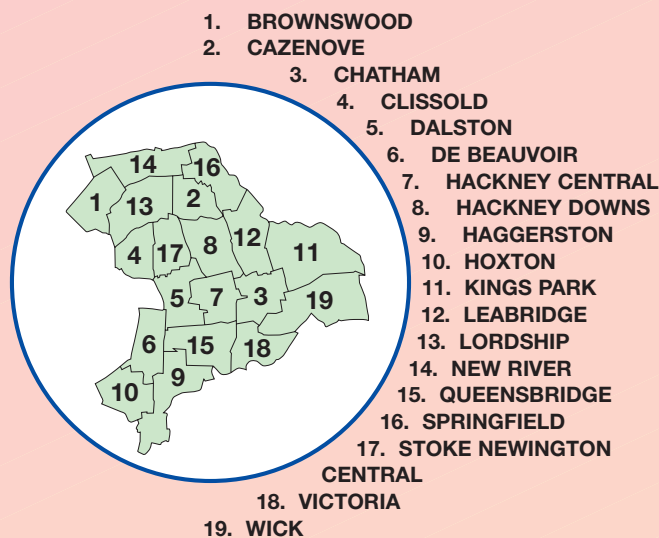 1. BROWNSWOOD
2. CAZENOVE
3. CHATHAM
4. CLISSOLD
5. DALSTON
6. DE BEAUVOIR
7. HACKNEY CENTRAL
8. HACKNEY DOWNS
9. HAGGERSTON
10. HOXTON
11. KINGS PARK
12. LEABRIDGE
13. LORDSHIP
14. NEW RIVER
15. QUEENSBRIDGE
16. SPRINGFIELD
17. STOKE NEWINGTON
CENTRAL
18. VICTORIA
19. WICK
14
16
1
13
2
4
17
8
12
11
5
7
3
19
6
15
18
10
9